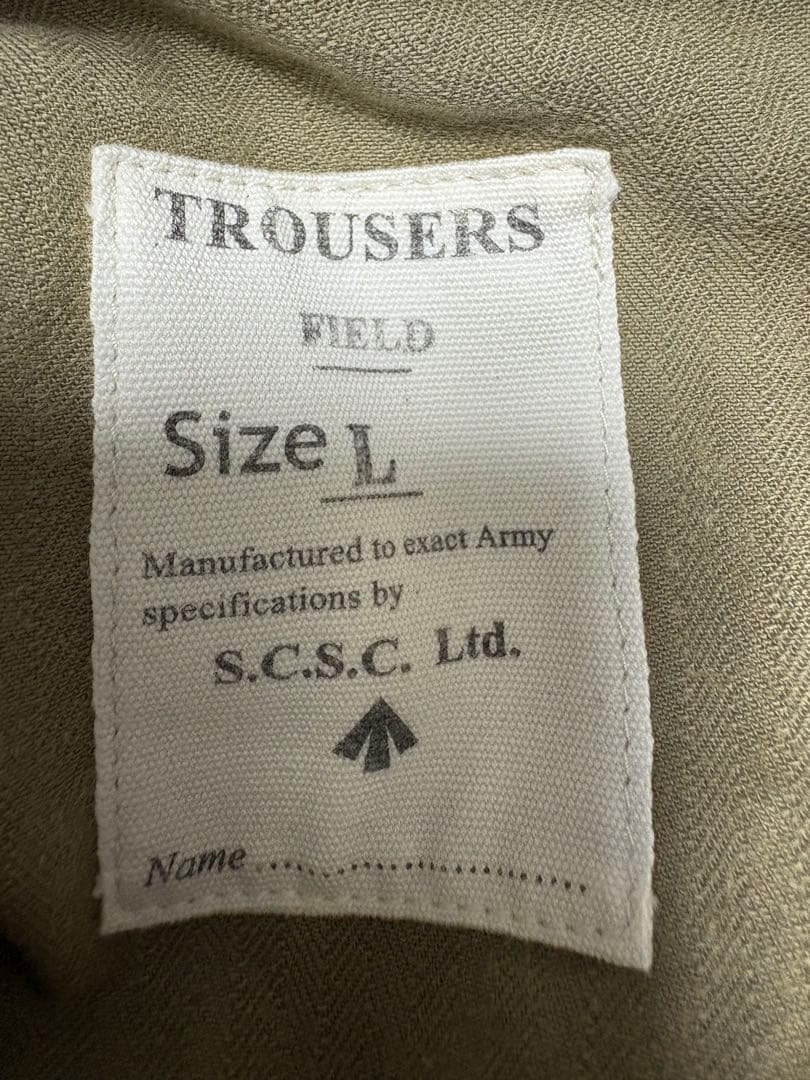 TROUSERS
FIELD
Size L
Manufactured to exact Army
specifications by
S.C.S.C. Ltd.
Name ..............................